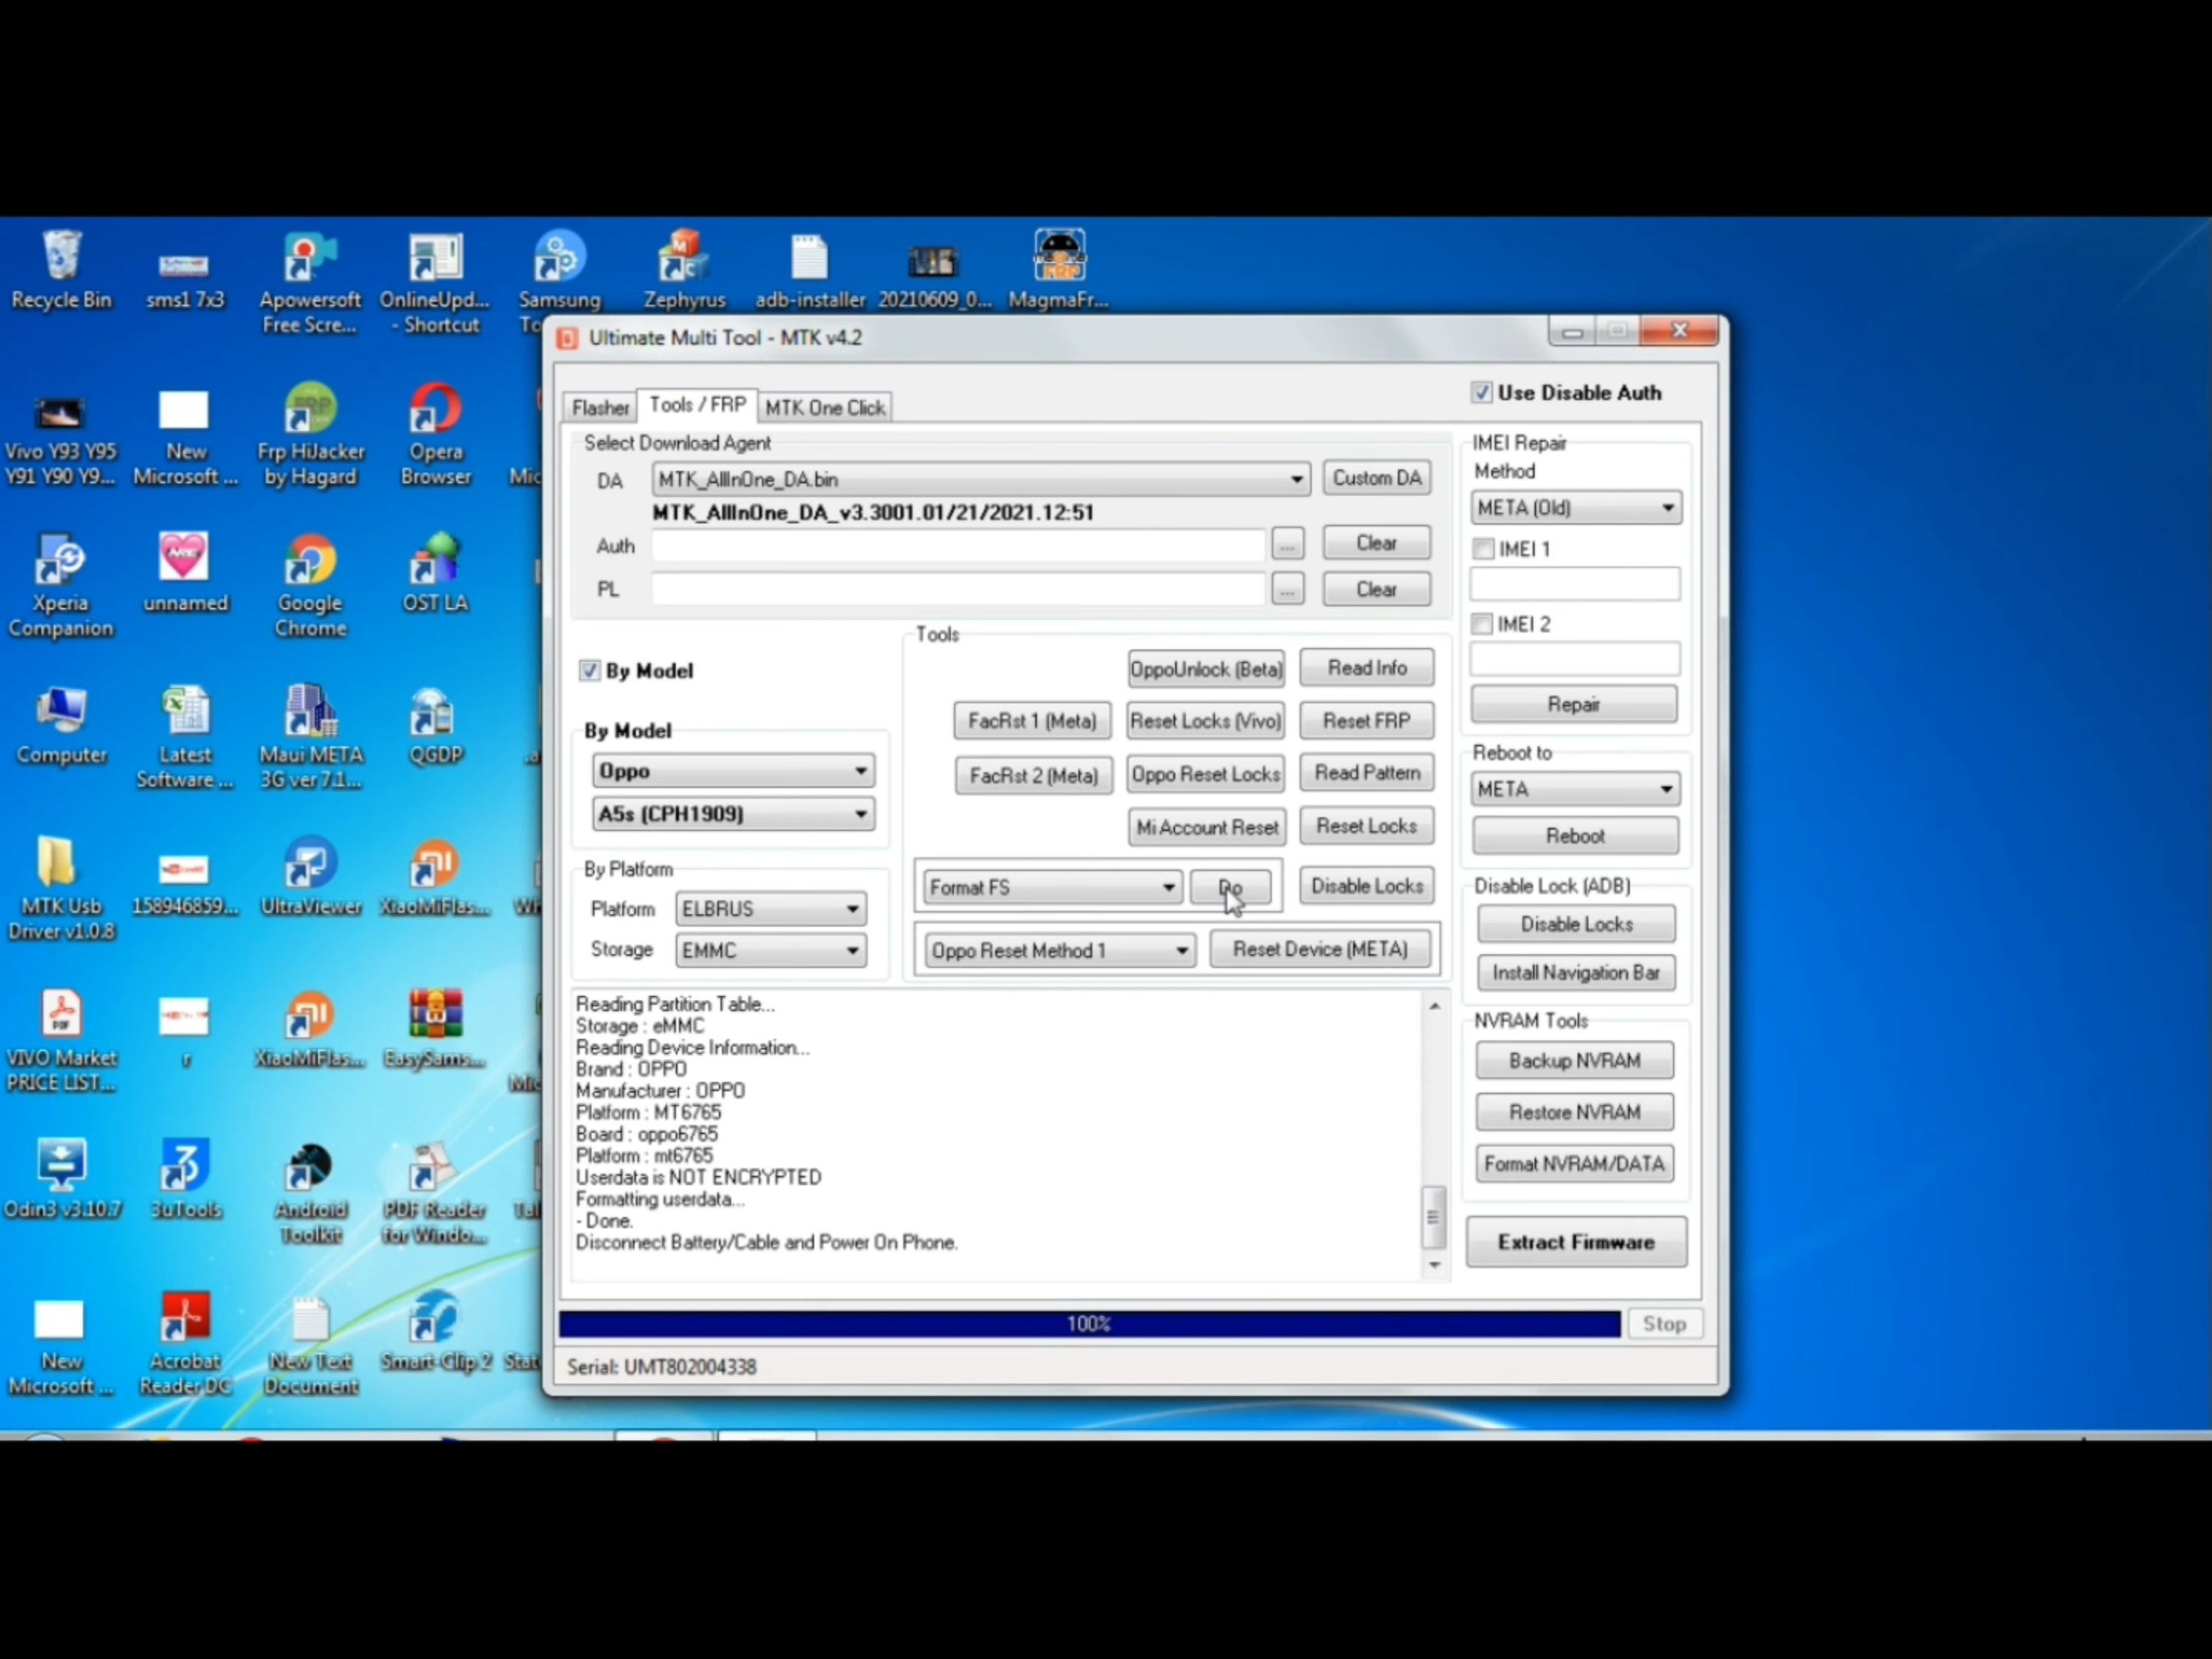 Recycle Bin
sms1 7x3
Apowersoft
Free Scre...
OnlineUpd...
- Shortcut
Samsung
To
Zephyrus
adb-installer
20210609_0...
MagmaFr...
Vivo Y93 Y95
Y91 Y90 Y9...
New
Microsoft ...
Frp HiJacker
by Hagard
Opera
Browser
Mic
Xperia
Companion
unnamed
Google
Chrome
OST LA
Computer
Latest
Software ...
Maui META
3G ver 7.1...
QGDP
.a
MTK Usb
Driver v1.0.8
158946859...
UltraViewer
XiaoMiFlas...
VIVO Market
PRICE LIST...
r
XiaoMiFlas...
EasySams...
Mic
Odin3 v3.10.7
3uTools
Android
Toolkit
PDF Reader
for Windo...
Tal
New
Microsoft ...
Acrobat
Reader DC
New Text
Document
Smart-Clip 2
Stat
Ultimate Multi Tool - MTK v4.2
Flasher
Tools / FRP
MTK One Click
Use Disable Auth
Select Download Agent
DA
MTK_AllInOne_DA.bin
Custom DA
MTK_AllInOne_DA_v3.3001.01/21/2021.12:51
Auth
...
Clear
PL
...
Clear
By Model
By Model
Oppo
A5s (CPH1909)
By Platform
Platform
ELBRUS
Storage
EMMC
Tools
OppoUnlock (Beta)
Read Info
FacRst 1 (Meta)
Reset Locks (Vivo)
Reset FRP
FacRst 2 (Meta)
Oppo Reset Locks
Read Pattern
Mi Account Reset
Reset Locks
Format FS
Do
Disable Locks
Oppo Reset Method 1
Reset Device (META)
IMEI Repair
Method
META (Old)
IMEI 1
IMEI 2
Repair
Reboot to
META
Reboot
Disable Lock (ADB)
Disable Locks
Install Navigation Bar
NVRAM Tools
Backup NVRAM
Restore NVRAM
Format NVRAM/DATA
Extract Firmware
Reading Partition Table...
Storage : eMMC
Reading Device Information...
Brand : OPPO
Manufacturer : OPPO
Platform : MT6765
Board : oppo6765
Platform : mt6765
Userdata is NOT ENCRYPTED
Formatting userdata...
- Done.
Disconnect Battery/Cable and Power On Phone.
100%
Stop
Serial: UMT802004338